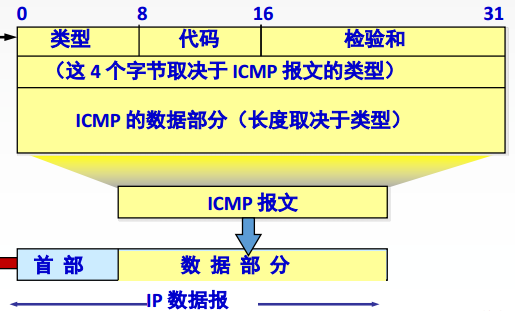 0 8 16 31
类型 代码 检验和
（这 4 个字节取决于 ICMP 报文的类型）
ICMP 的数据部分（长度取决于类型）
ICMP 报文
首 部 数 据 部 分
IP 数据报